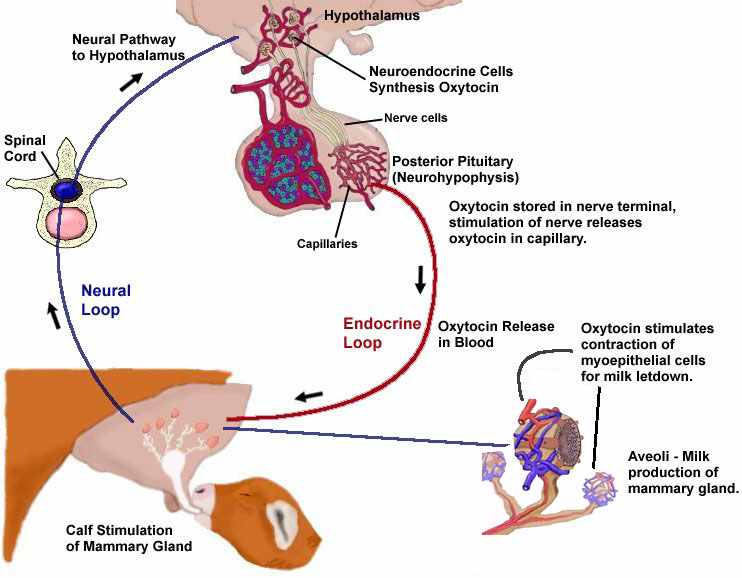 Hypothalamus
Neural Pathway
to Hypothalamus
Neuroendocrine Cells
Synthesis Oxytocin
Nerve cells
Spinal
Cord
Posterior Pituitary
(Neurohypophysis)
Oxytocin stored in nerve terminal,
stimulation of nerve releases
oxytocin in capillary.
Capillaries
Neural
Loop
Endocrine
Loop
Oxytocin Release
in Blood
Oxytocin stimulates
contraction of
myoepithelial cells
for milk letdown.
Aveoli - Milk
production of
mammary gland.
Calf Stimulation
of Mammary Gland